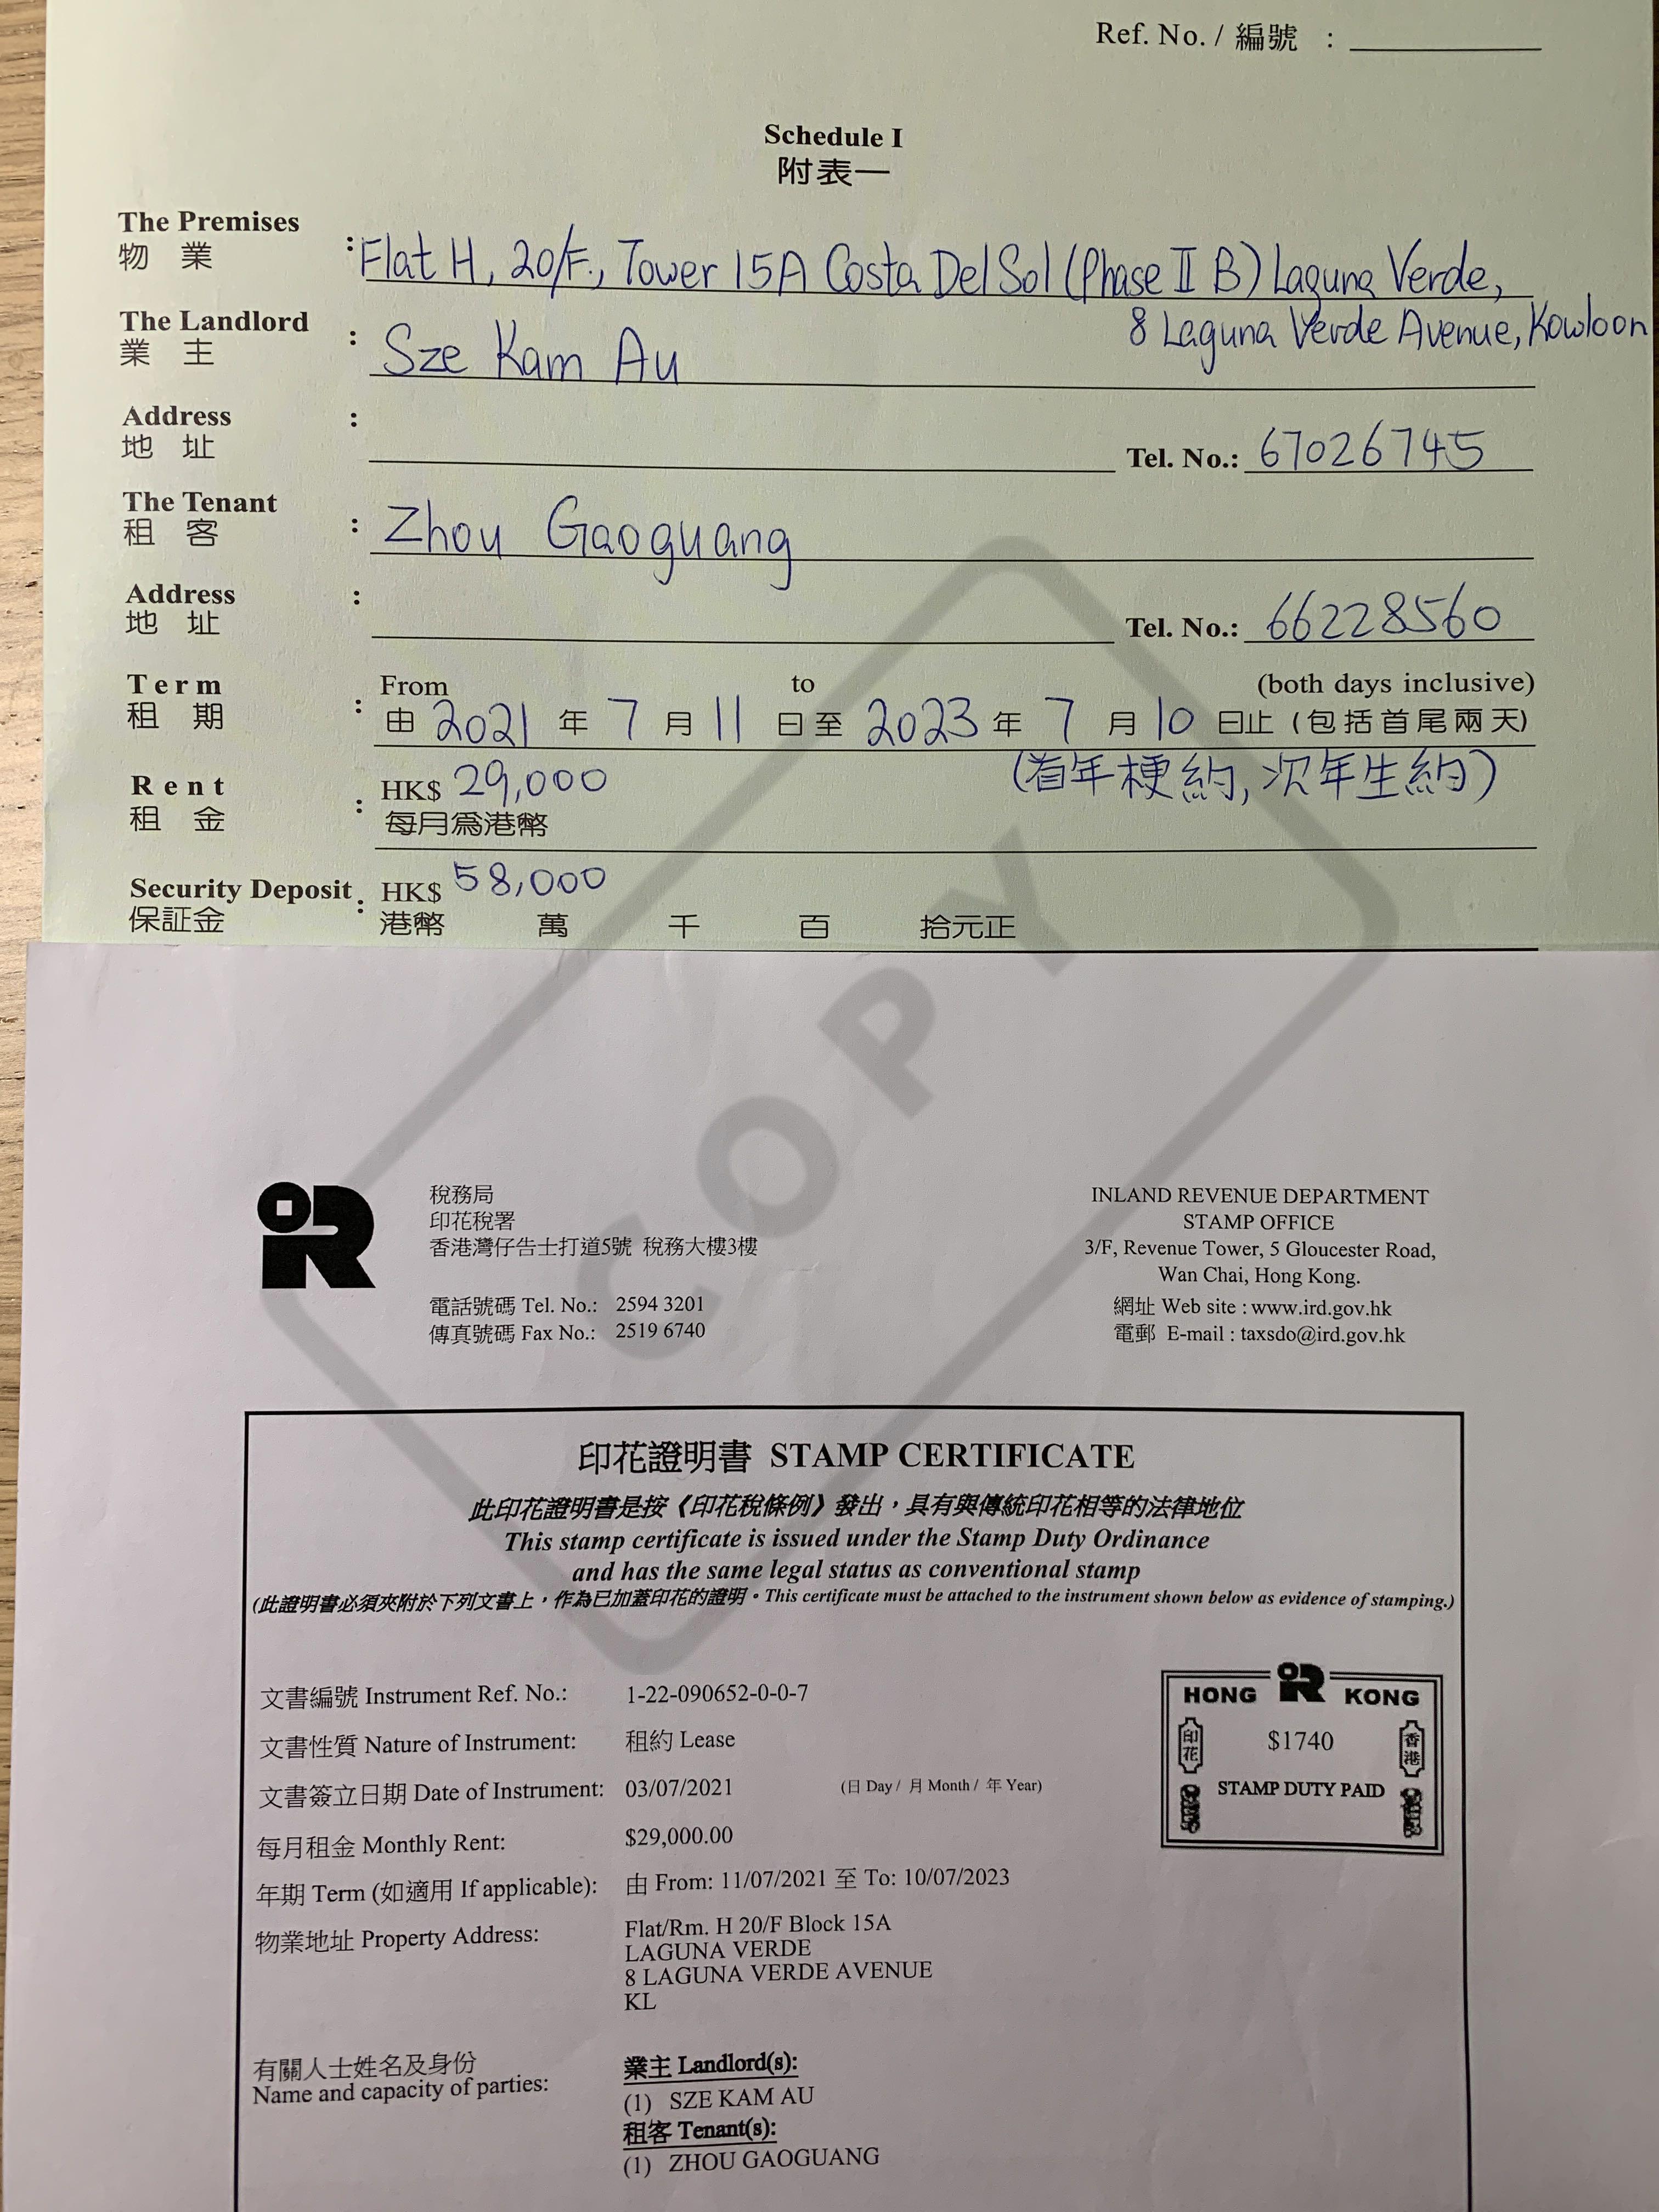 Ref. No. / 編號 :
Schedule I
附表一
The Premises
物 業 : Flat H, 20/F., Tower 15A Costa Del Sol (Phase II B) Laguna Verde,
8 Laguna Verde Avenue, Kowloon
The Landlord
業 主 : Sze Kam Au
Address :
地 址 Tel. No.: 67026745
The Tenant
租 客 : Zhou Gaoguang
Address :
地 址 Tel. No.: 66228560
Term From to (both days inclusive)
租 期 : 由 2021 年 7 月 11 日至 2023 年 7 月 10 日止 (包括首尾兩天)
(首年梗約, 次年生約)
Rent HK$ 29,000
租 金 : 每月為港幣
Security Deposit : HK$ 58,000
保証金 港幣 萬 千 百 拾元正
COPY
稅務局
印花稅署
香港灣仔告士打道5號 稅務大樓3樓
電話號碼 Tel. No.: 2594 3201
傳真號碼 Fax No.: 2519 6740
INLAND REVENUE DEPARTMENT
STAMP OFFICE
3/F, Revenue Tower, 5 Gloucester Road,
Wan Chai, Hong Kong.
網址 Web site : www.ird.gov.hk
電郵 E-mail : taxsdo@ird.gov.hk
印花證明書 STAMP CERTIFICATE
此印花證明書是按《印花稅條例》發出，具有與傳統印花相等的法律地位
This stamp certificate is issued under the Stamp Duty Ordinance
and has the same legal status as conventional stamp
(此證明書必須夾附於下列文書上，作為已加蓋印花的證明。This certificate must be attached to the instrument shown below as evidence of stamping.)
文書編號 Instrument Ref. No.: 1-22-090652-0-0-7
文書性質 Nature of Instrument: 租約 Lease
文書簽立日期 Date of Instrument: 03/07/2021 (日 Day / 月 Month / 年 Year)
每月租金 Monthly Rent: $29,000.00
年期 Term (如適用 If applicable): 由 From: 11/07/2021 至 To: 10/07/2023
物業地址 Property Address: Flat/Rm. H 20/F Block 15A
LAGUNA VERDE
8 LAGUNA VERDE AVENUE
KL
HONG KONG
印花 $1740 香港
STAMP DUTY PAID
有關人士姓名及身份
Name and capacity of parties:
業主 Landlord(s):
(1) SZE KAM AU
租客 Tenant(s):
(1) ZHOU GAOGUANG